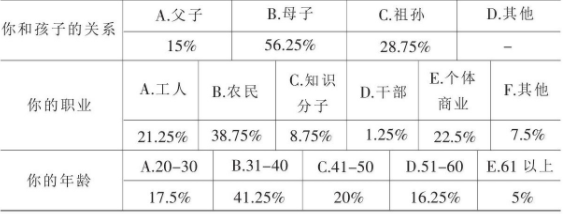 你和孩子的关系 A.父子 B.母子 C.祖孙 D.其他
15% 56.25% 28.75% –
你的职业 A.工人 B.农民 C.知识分子 D.干部 E.个体商业 F.其他
21.25% 38.75% 8.75% 1.25% 22.5% 7.5%
你的年龄 A.20-30 B.31-40 C.41-50 D.51-60 E.61 以上
17.5% 41.25% 20% 16.25% 5%